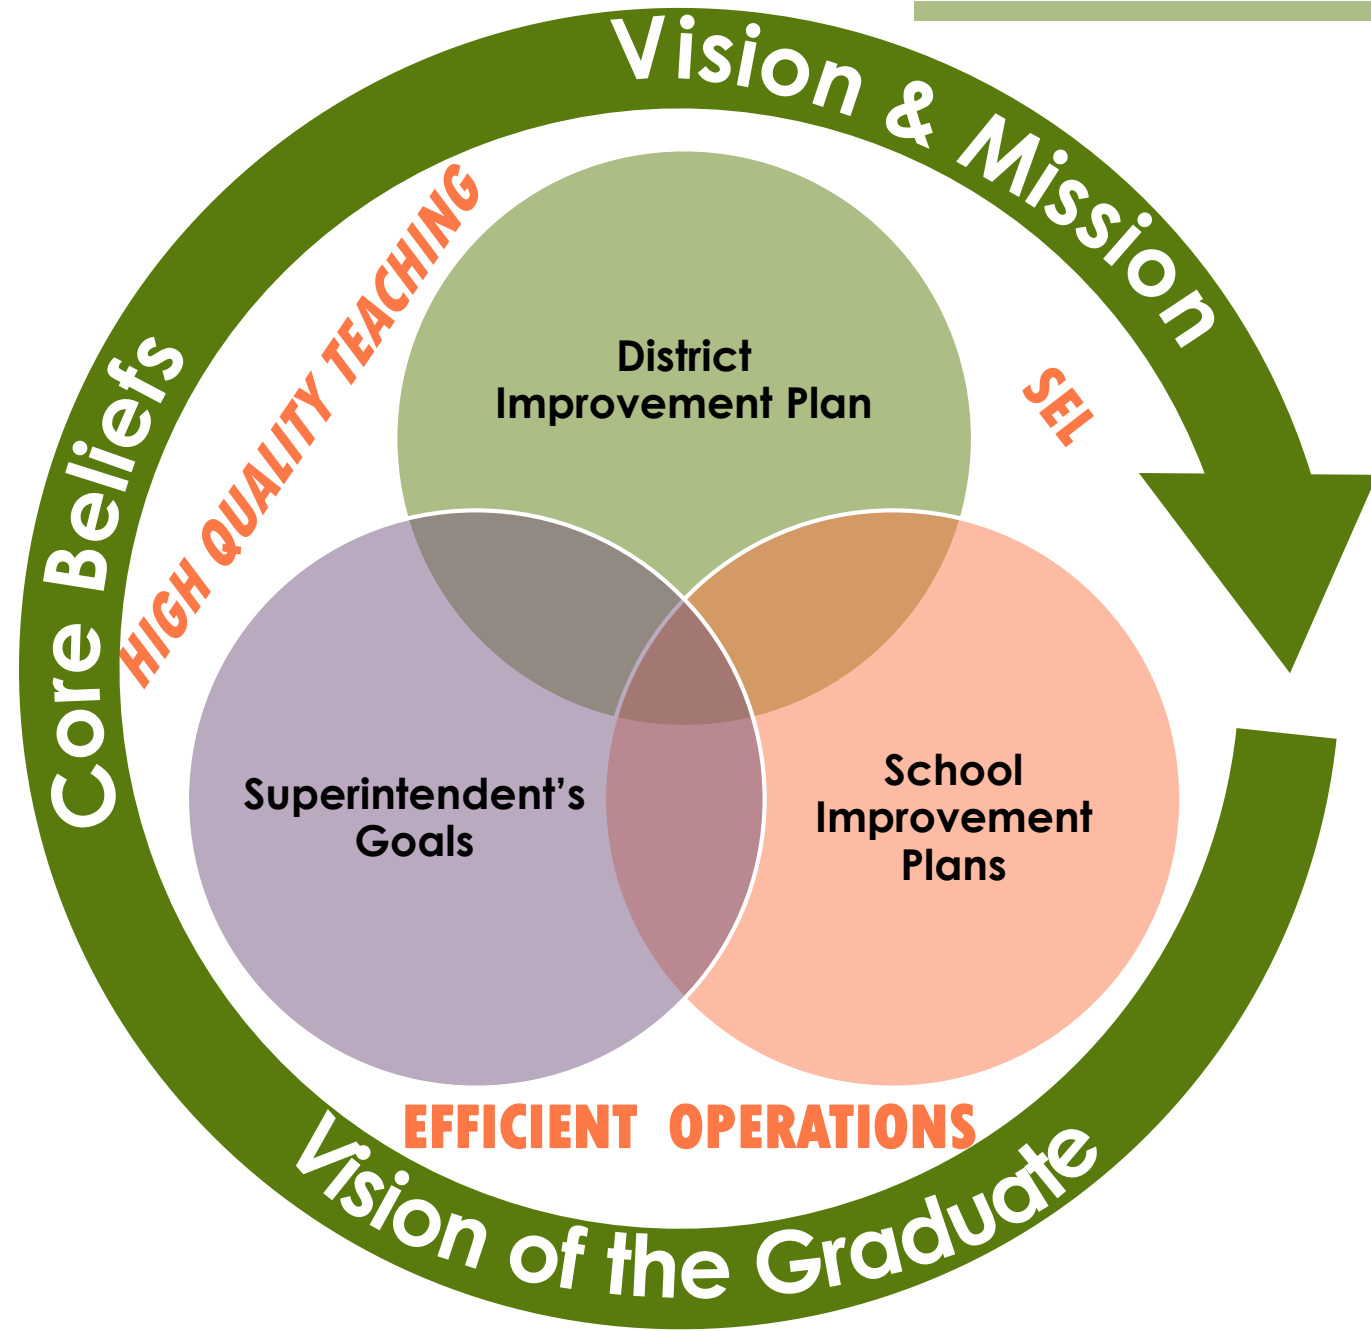 Vision & Mission
HIGH QUALITY TEACHING
District
Improvement Plan
SEL
Core Beliefs
Superintendent’s
Goals
School
Improvement
Plans
EFFICIENT OPERATIONS
Vision of the Graduate